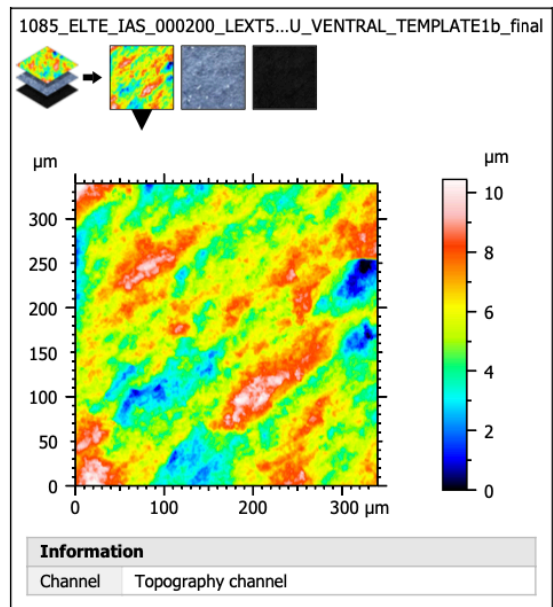 1085_ELTE_IAS_000200_LEXT5...U_VENTRAL_TEMPLATE1b_final
µm
µm
300
250
200
150
100
50
0
0 100 200 300 µm
10
8
6
4
2
0
Information
Channel Topography channel